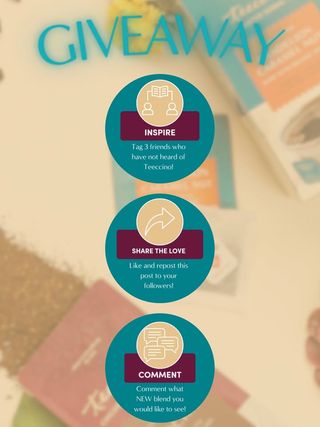 GIVEAWAY
INSPIRE
Tag 3 friends who
have not heard of
Teeccino!
SHARE THE LOVE
Like and repost this
post to your
followers!
COMMENT
Comment what
NEW blend you
would like to see!